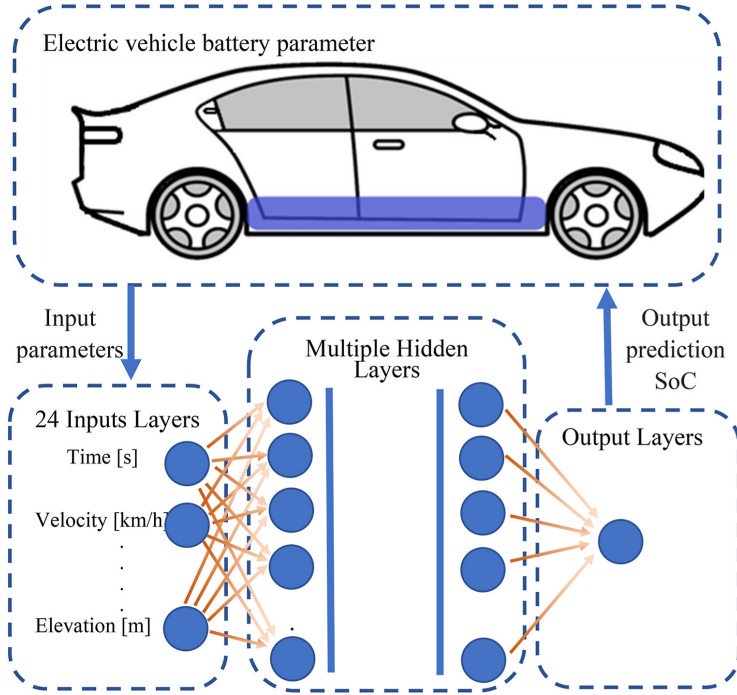 Electric vehicle battery parameter
Input
parameters
Output
prediction
SoC
Multiple Hidden
Layers
24 Inputs Layers
Time [s]
Velocity [km/h]
.
.
.
.
Elevation [m]
.
Output Layers